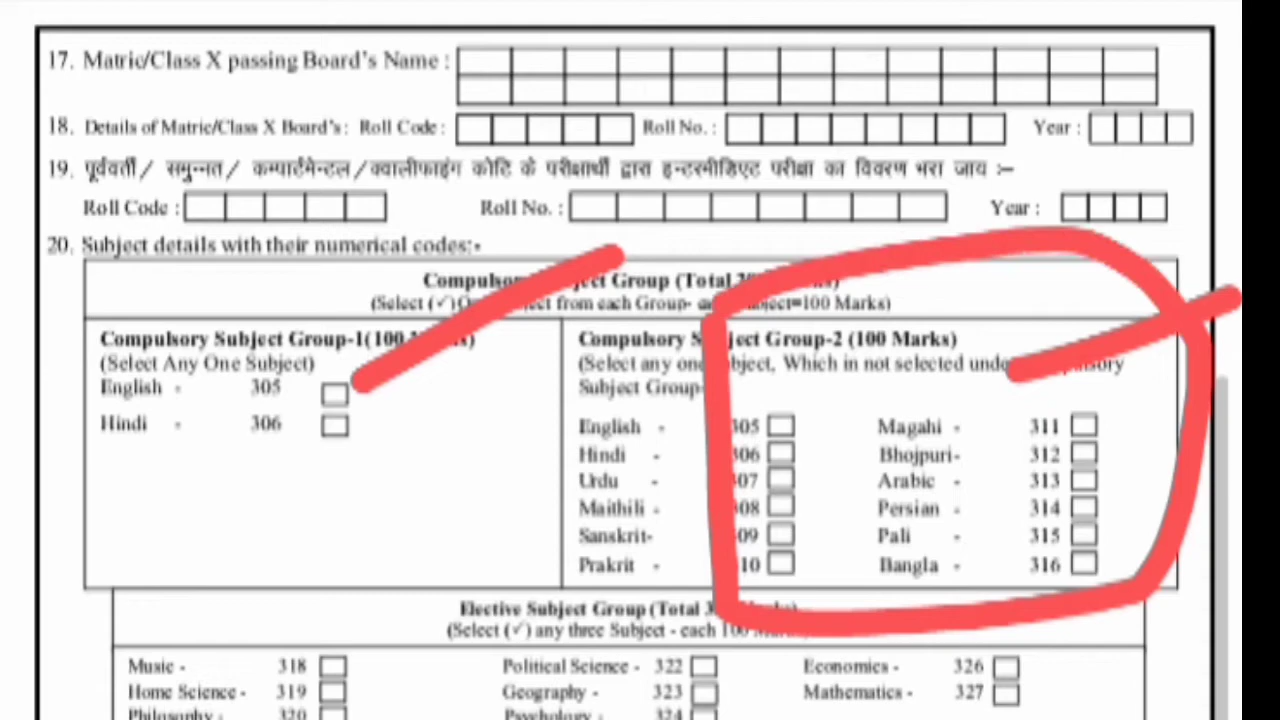 17. Matric/Class X passing Board's Name :
18. Details of Matric/Class X Board's : Roll Code : Roll No. : Year :
19. पूर्ववर्ती / समुन्नत / कम्पार्टमेन्टल / क्वालीफाइंग कोटि के परीक्षार्थी द्वारा इन्टरमीडिएट परीक्षा का विवरण भरा जाय :–
Roll Code : Roll No. : Year :
20. Subject details with their numerical codes:-
Compulsory Subject Group (Total
(Select (✓) One Subject from each Group- each Subject=100 Marks)
Compulsory Subject Group-1(100 Marks)
(Select Any One Subject)
English - 305
Hindi - 306
Compulsory Subject Group-2 (100 Marks)
(Select any one Subject, Which in not selected under Compulsory
Subject Group-
English - 305 Magahi - 311
Hindi - 306 Bhojpuri- 312
Urdu - 307 Arabic - 313
Maithili - 308 Persian - 314
Sanskrit- 309 Pali - 315
Prakrit - 310 Bangla - 316
Elective Subject Group (Total 300 Marks)
(Select (✓) any three Subject - each 100 Marks)
Music - 318 Political Science - 322 Economics - 326
Home Science - 319 Geography - 323 Mathematics - 327
Philosophy - 320 Psychology - 324